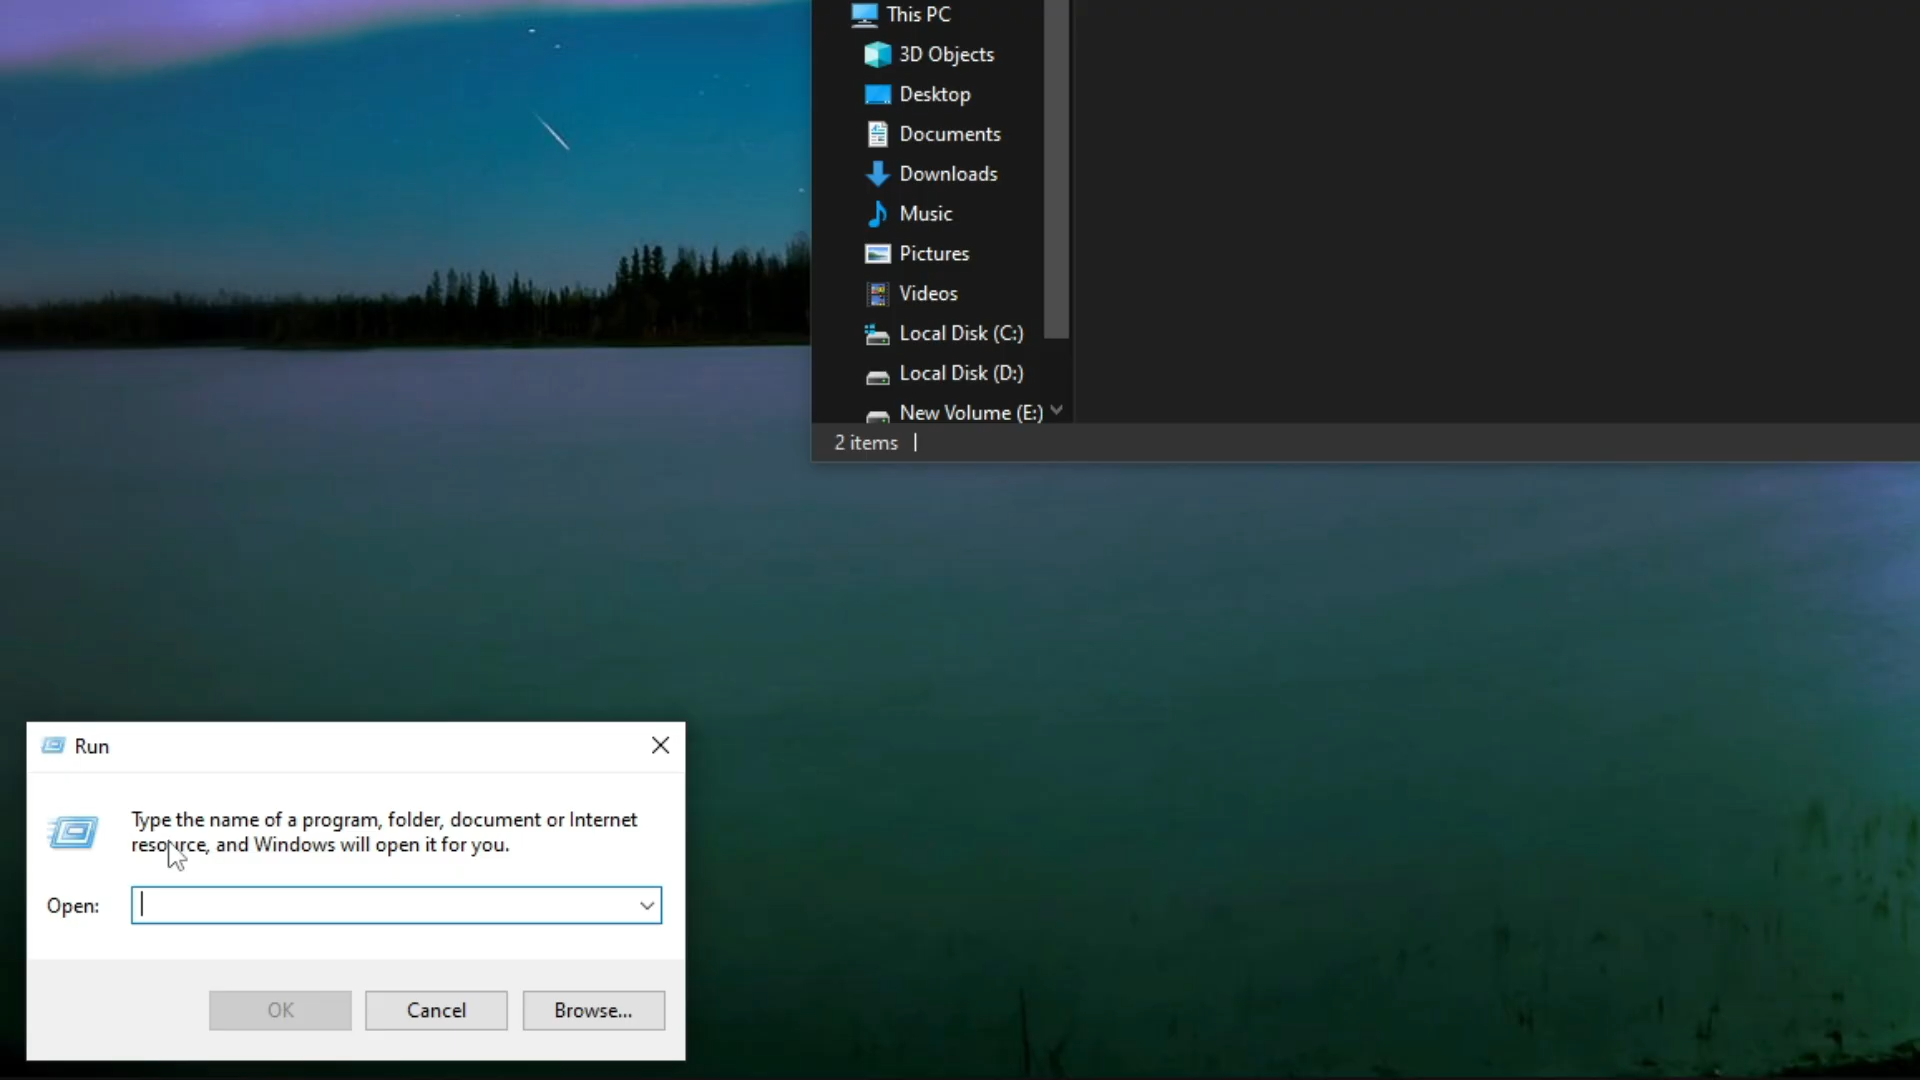 This PC
3D Objects
Desktop
Documents
Downloads
Music
Pictures
Videos
Local Disk (C:)
Local Disk (D:)
New Volume (E:)
2 items
Run
Type the name of a program, folder, document or Internet
resource, and Windows will open it for you.
Open:
OK
Cancel
Browse...